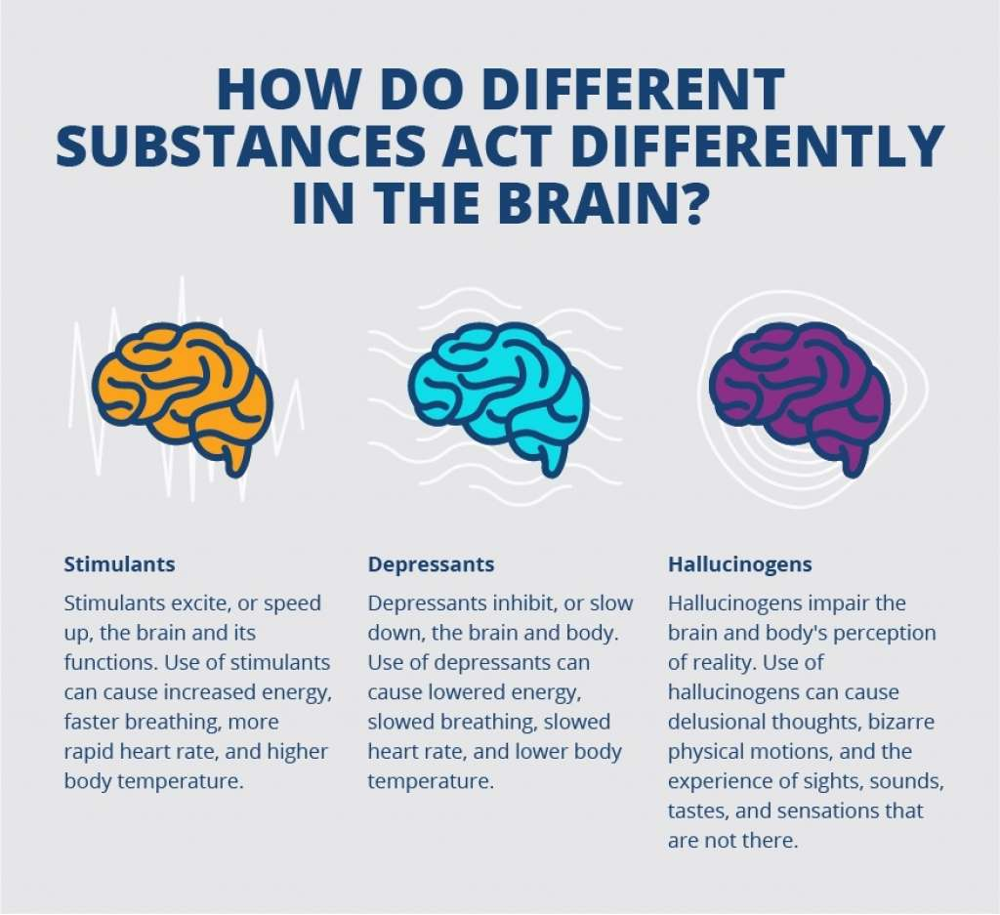 HOW DO DIFFERENT
SUBSTANCES ACT DIFFERENTLY
IN THE BRAIN?
Stimulants
Stimulants excite, or speed
up, the brain and its
functions. Use of stimulants
can cause increased energy,
faster breathing, more
rapid heart rate, and higher
body temperature.
Depressants
Depressants inhibit, or slow
down, the brain and body.
Use of depressants can
cause lowered energy,
slowed breathing, slowed
heart rate, and lower body
temperature.
Hallucinogens
Hallucinogens impair the
brain and body's perception
of reality. Use of
hallucinogens can cause
delusional thoughts, bizarre
physical motions, and the
experience of sights, sounds,
tastes, and sensations that
are not there.